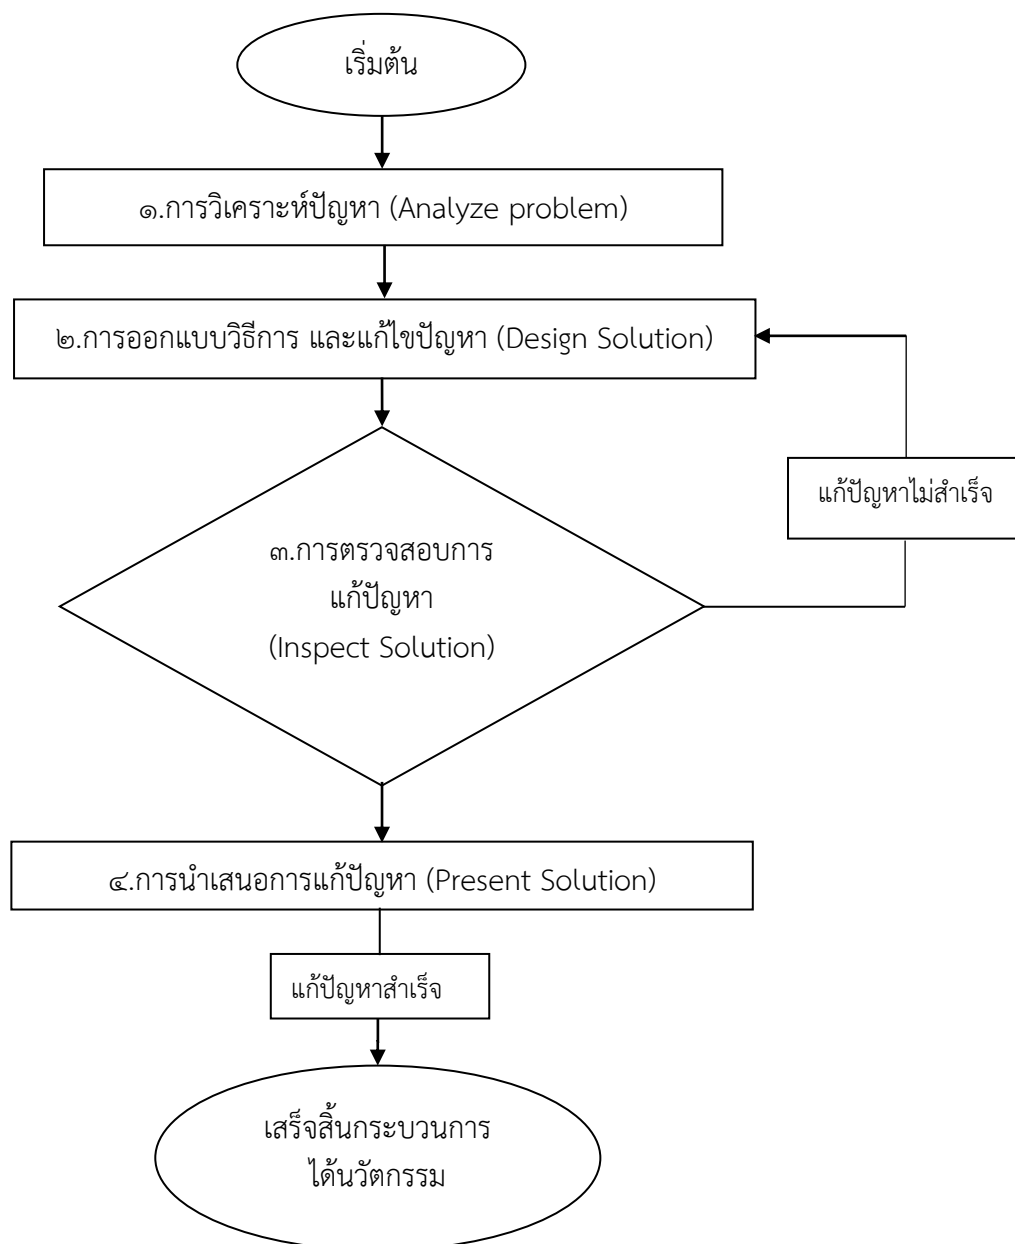 เริ่มต้น
๑.การวิเคราะห์ปัญหา (Analyze problem)
๒.การออกแบบวิธีการ และแก้ไขปัญหา (Design Solution)
แก้ปัญหาไม่สำเร็จ
๓.การตรวจสอบการ
แก้ปัญหา
(Inspect Solution)
๔.การนำเสนอการแก้ปัญหา (Present Solution)
แก้ปัญหาสำเร็จ
เสร็จสิ้นกระบวนการ
ได้นวัตกรรม